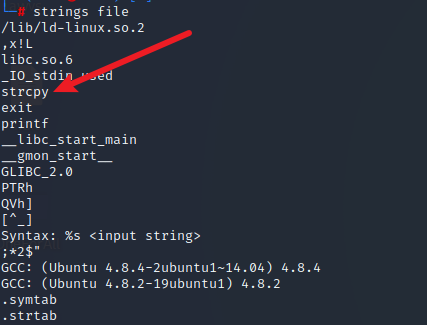 └─# strings file
/lib/ld-linux.so.2
,x!L
libc.so.6
_IO_stdin_used
strcpy
exit
printf
__libc_start_main
__gmon_start__
GLIBC_2.0
PTRh
QVh]
[^_]
Syntax: %s <input string>
;*2$"
GCC: (Ubuntu 4.8.4-2ubuntu1~14.04) 4.8.4
GCC: (Ubuntu 4.8.2-19ubuntu1) 4.8.2
.symtab
.strtab